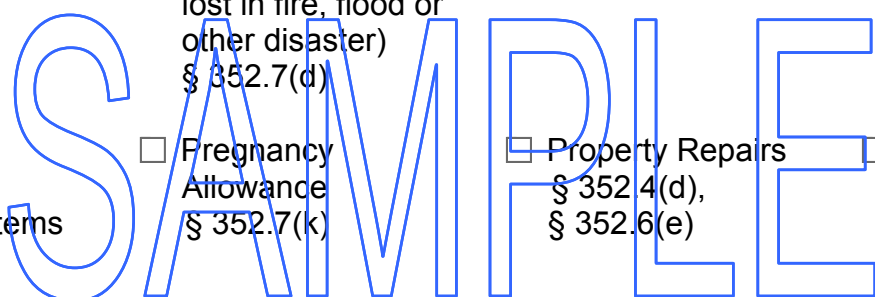 lost in fire, flood or
other disaster)
§ 352.7(d)
Pregnancy
Allowance
§ 352.7(k)
Property Repairs
§ 352.4(d),
§ 352.6(e)
SAMPLE